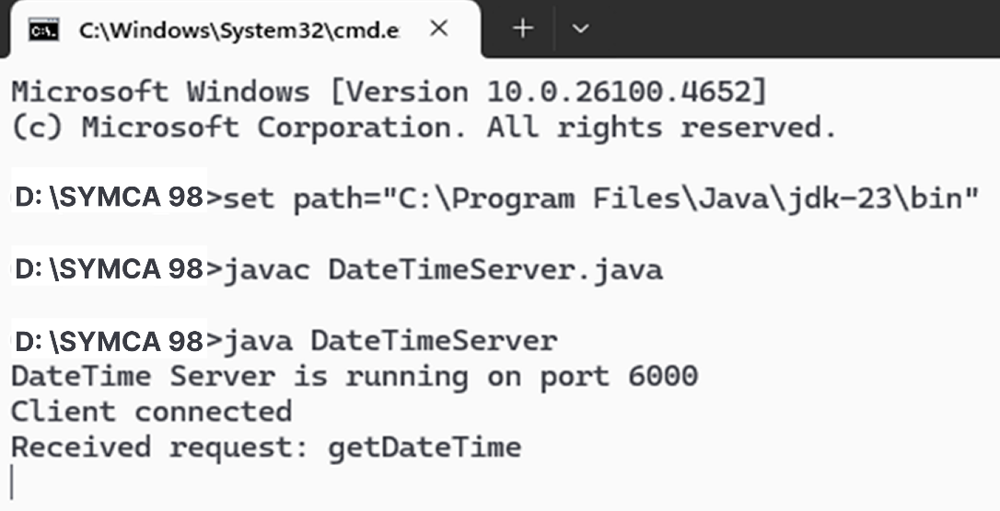 C:\Windows\System32\cmd.e
Microsoft Windows [Version 10.0.26100.4652]
(c) Microsoft Corporation. All rights reserved.
D: \SYMCA 98>set path="C:\Program Files\Java\jdk-23\bin"
D: \SYMCA 98>javac DateTimeServer.java
D: \SYMCA 98>java DateTimeServer
DateTime Server is running on port 6000
Client connected
Received request: getDateTime